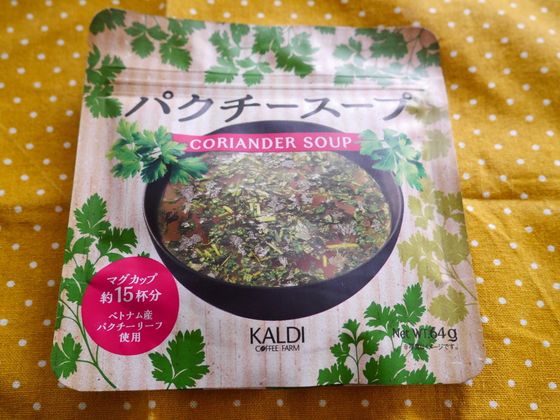 パクチースープ
CORIANDER SOUP
マグカップ
約15杯分
ベトナム産
パクチーリーフ
使用
KALDI
COFFEE FARM
NET WT. 64g